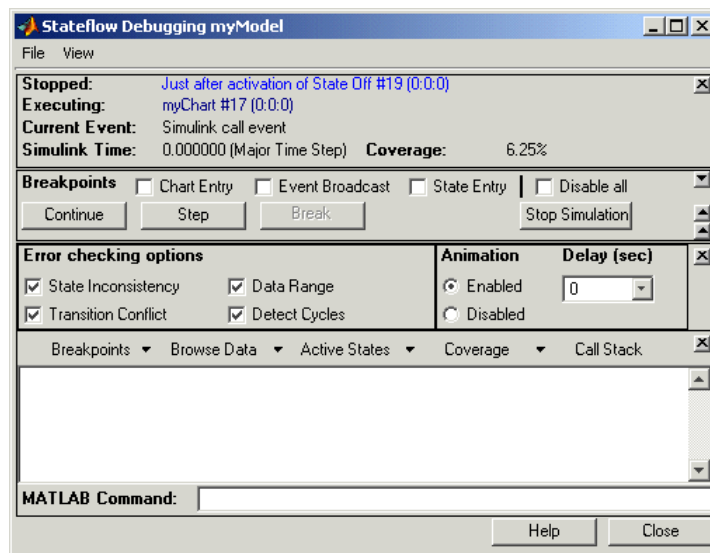 Stateflow Debugging myModel
File View
Stopped: Just after activation of State Off #19 (0:0:0)
Executing: myChart #17 (0:0:0)
Current Event: Simulink call event
Simulink Time: 0.000000 (Major Time Step) Coverage: 6.25%
Breakpoints Chart Entry Event Broadcast State Entry Disable all
Continue Step Break Stop Simulation
Error checking options Animation Delay (sec)
State Inconsistency Data Range Enabled 0
Transition Conflict Detect Cycles Disabled
Breakpoints Browse Data Active States Coverage Call Stack
MATLAB Command:
Help Close